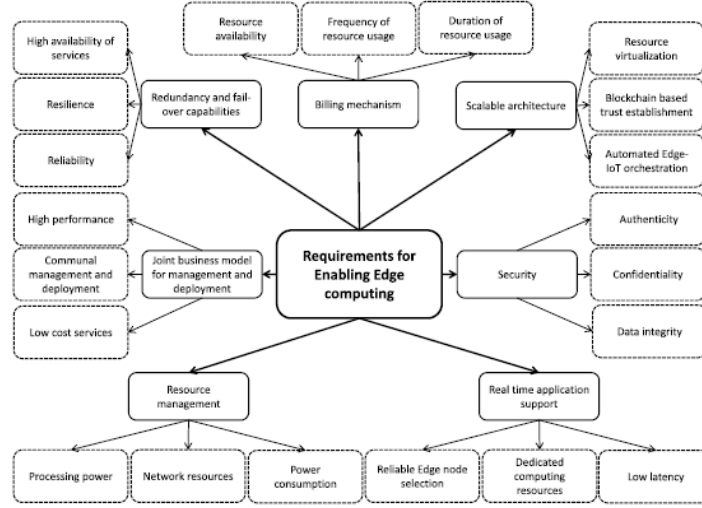 Resource
availability
Frequency of
resource usage
Duration of
resource usage
High availability of
services
Resilience
Reliability
Redundancy and fail-
over capabilities
Billing mechanism
Scalable architecture
Resource
virtualization
Blockchain based
trust establishment
Automated Edge-
IoT orchestration
High performance
Communal
management and
deployment
Low cost services
Joint business model
for management and
deployment
Requirements for
Enabling Edge
computing
Security
Authenticity
Confidentiality
Data integrity
Resource
management
Real time application
support
Processing power
Network resources
Power
consumption
Reliable Edge node
selection
Dedicated
computing
resources
Low latency